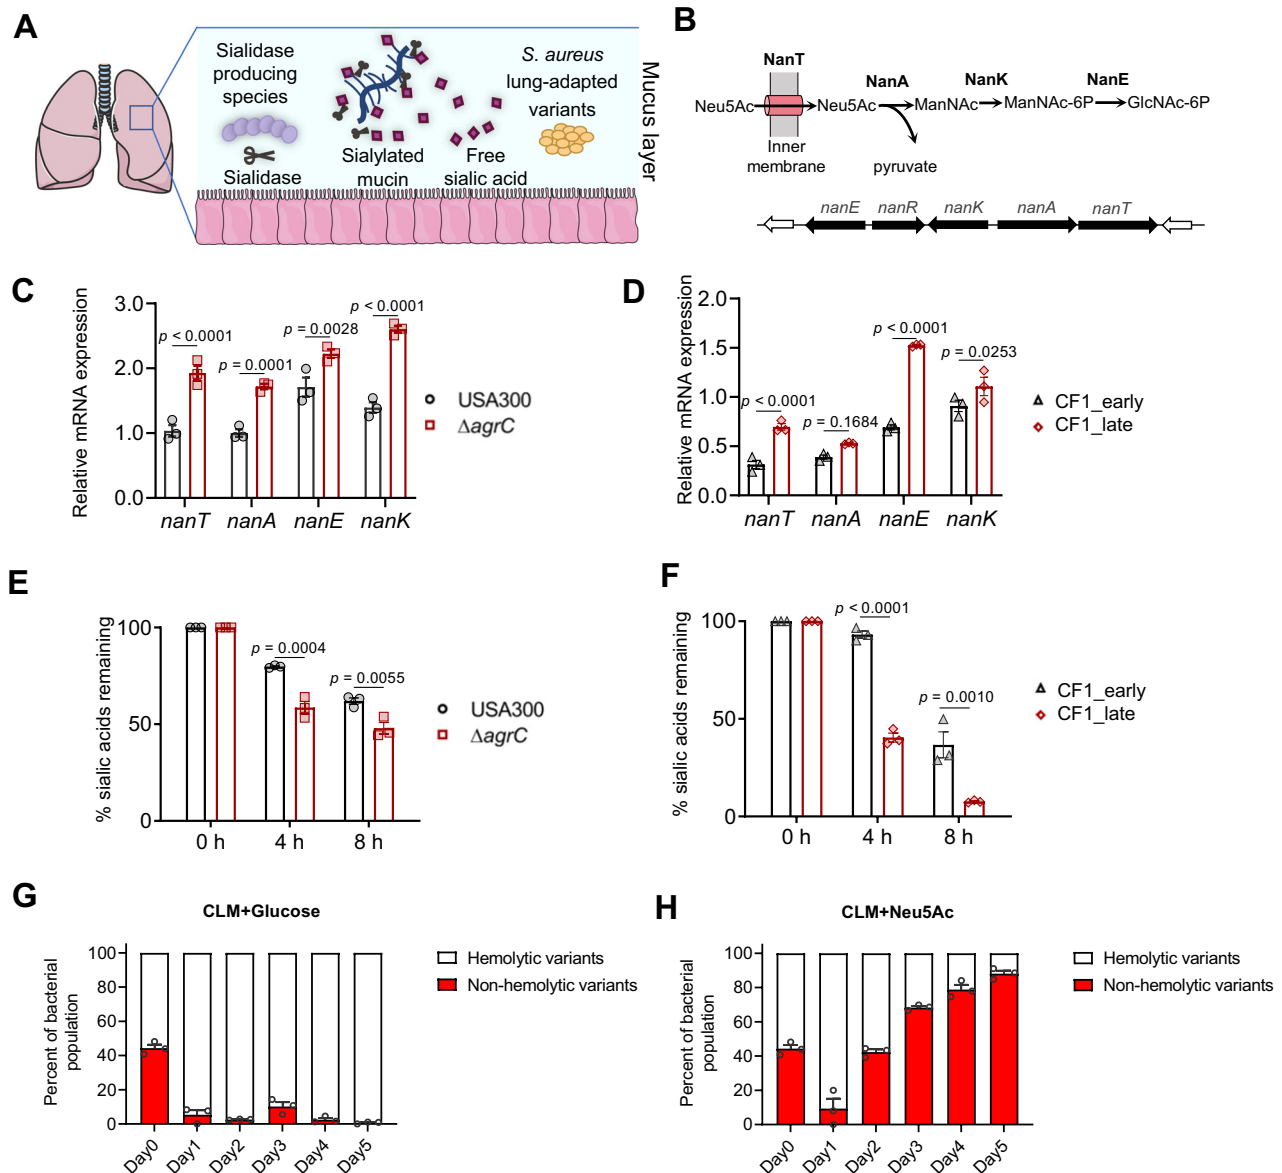 A
Sialidase
producing
species
Sialidase
Sialylated
mucin
Free
sialic acid
S. aureus
lung-adapted
variants
Mucus layer
B
NanT
NanA
NanK
NanE
Neu5Ac
Neu5Ac
ManNAc
ManNAc-6P
GlcNAc-6P
Inner
membrane
pyruvate
nanE nanR nanK nanA nanT
C
Relative mRNA expression
3.0
2.0
1.0
0.0
p < 0.0001
p = 0.0001
p = 0.0028
p < 0.0001
nanT nanA nanE nanK
USA300
ΔagrC
D
Relative mRNA expression
2.0
1.5
1.0
0.5
0.0
p < 0.0001
p = 0.1684
p < 0.0001
p = 0.0253
nanT nanA nanE nanK
CF1_early
CF1_late
E
% sialic acids remaining
100
50
0
p = 0.0004
p = 0.0055
0 h 4 h 8 h
USA300
ΔagrC
F
% sialic acids remaining
100
50
0
p < 0.0001
p = 0.0010
0 h 4 h 8 h
CF1_early
CF1_late
G
CLM+Glucose
Percent of bacterial
population
100
80
60
40
20
0
Day0 Day1 Day2 Day3 Day4 Day5
Hemolytic variants
Non-hemolytic variants
H
CLM+Neu5Ac
Percent of bacterial
population
100
80
60
40
20
0
Day0 Day1 Day2 Day3 Day4 Day5
Hemolytic variants
Non-hemolytic variants